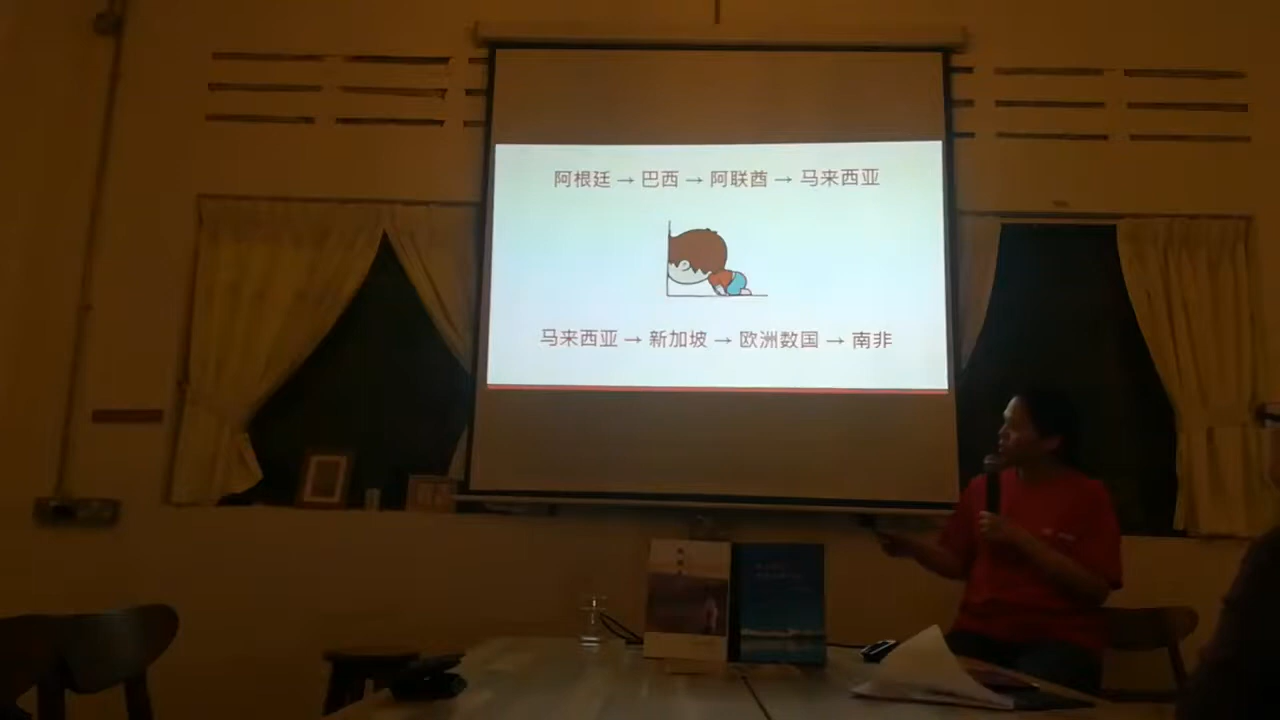 阿根廷 → 巴西 → 阿联酋 → 马来西亚
马来西亚 → 新加坡 → 欧洲数国 → 南非